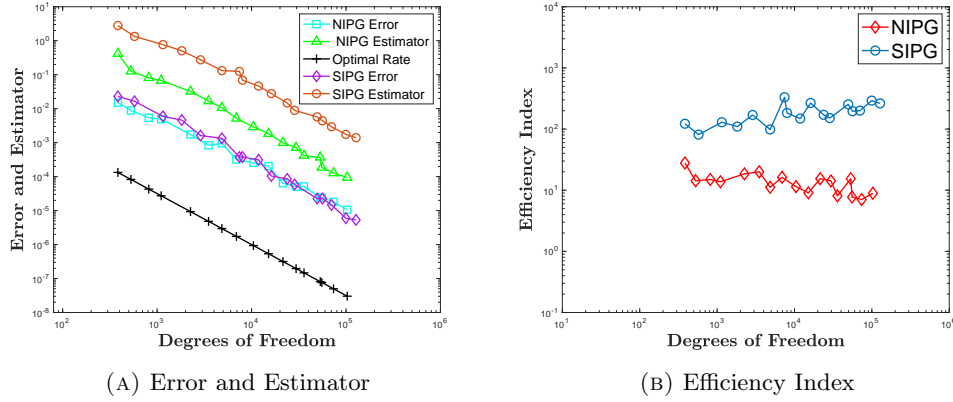 NIPG Error
NIPG Estimator
Optimal Rate
SIPG Error
SIPG Estimator
Error and Estimator
10^1
10^0
10^-1
10^-2
10^-3
10^-4
10^-5
10^-6
10^-7
10^-8
10^2
10^3
10^4
10^5
10^6
Degrees of Freedom
(A) Error and Estimator
NIPG
SIPG
Efficiency Index
10^4
10^3
10^2
10^1
10^0
10^-1
10^1
10^2
10^3
10^4
10^5
10^6
Degrees of Freedom
(B) Efficiency Index